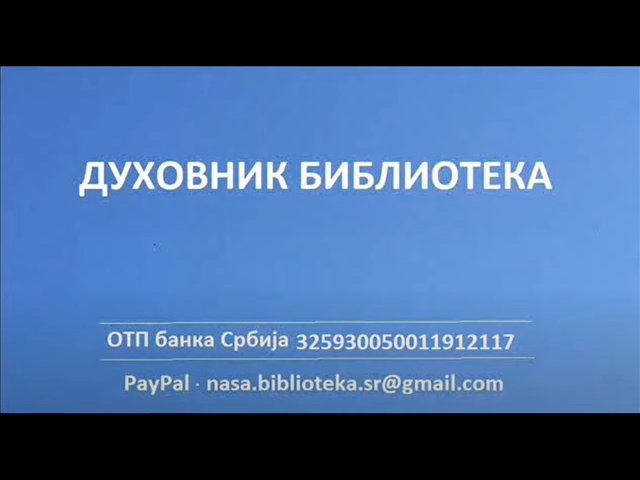 ДУХОВНИК БИБЛИОТЕКА
ОТП банка Србија 325930050011912117
PayPal · nasa.biblioteka.sr@gmail.com